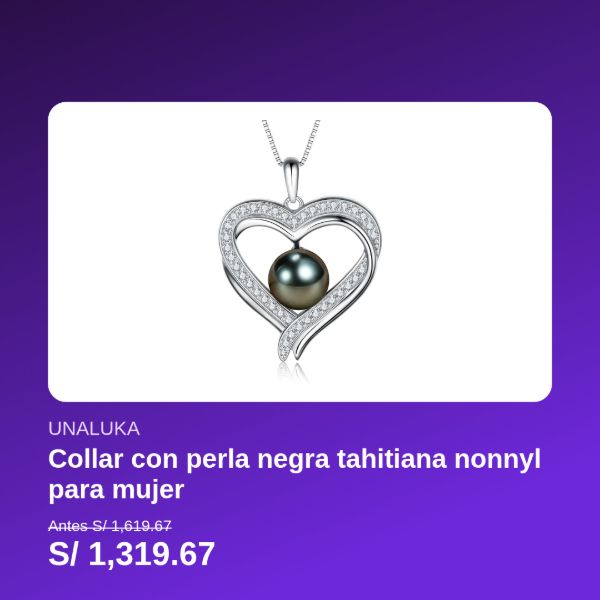 UNALUKA
Collar con perla negra tahitiana nonnyl
para mujer
Antes S/ 1,619.67
S/ 1,319.67